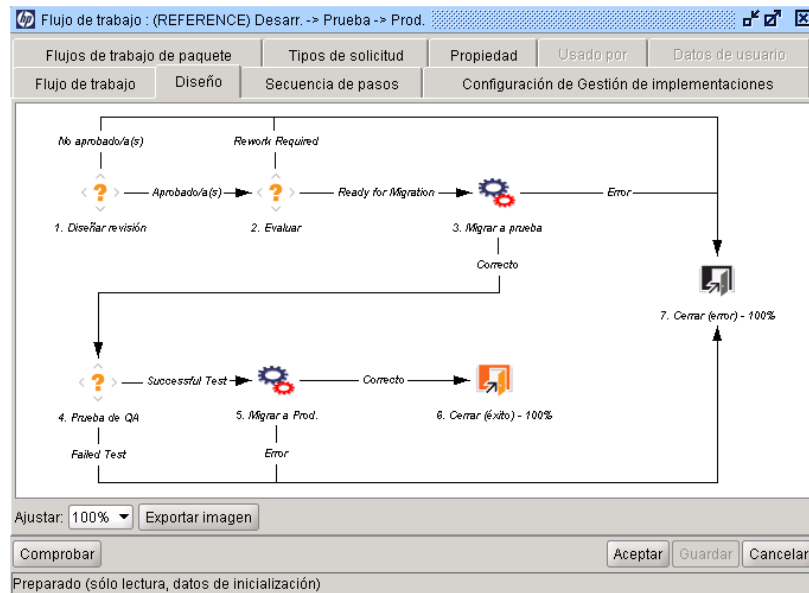 hp Flujo de trabajo : (REFERENCE) Desarr. -> Prueba -> Prod.
Flujos de trabajo de paquete Tipos de solicitud Propiedad Usado por Datos de usuario
Flujo de trabajo Diseño Secuencia de pasos Configuración de Gestión de implementaciones
No aprobado/a(s) Rework Required
Aprobado/a(s) Ready for Migration Error
1. Diseñar revisión 2. Evaluar 3. Migrar a prueba
Correcto
7. Cerrar (error) - 100%
Successful Test Correcto
4. Prueba de QA 5. Migrar a Prod. 6. Cerrar (éxito) - 100%
Failed Test Error
Ajustar: 100% Exportar imagen
Comprobar Aceptar Guardar Cancelar
Preparado (sólo lectura, datos de inicialización)